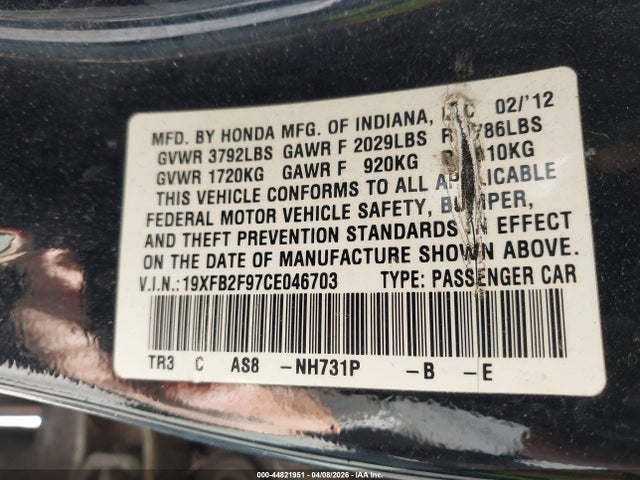 MFD. BY HONDA MFG. OF INDIANA, C 02/'12
GVWR 3792LBS GAWR F 2029LBS R 786LBS
GVWR 1720KG GAWR F 920KG 10KG
THIS VEHICLE CONFORMS TO ALL APPLICABLE
FEDERAL MOTOR VEHICLE SAFETY, BUMPER,
AND THEFT PREVENTION STANDARDS IN EFFECT
ON THE DATE OF MANUFACTURE SHOWN ABOVE.
V.I.N.:19XFB2F97CE046703 TYPE: PASSENGER CAR
TR3 C AS8 -NH731P -B -E
000-44821951 - 04/08/2026 - IAA Inc.